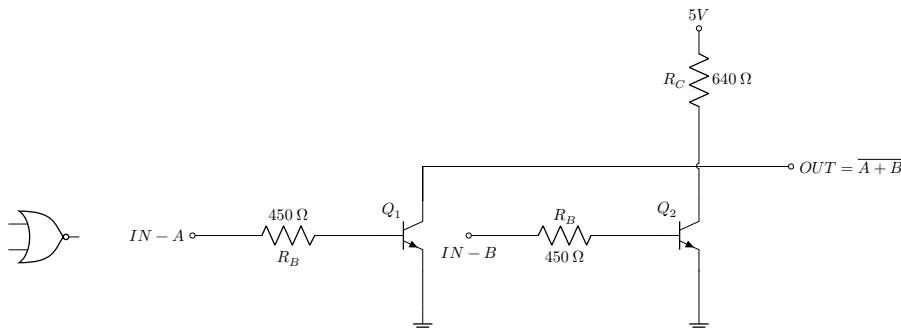 5V
R_C 640 Ω
OUT = \overline{A + B}
Q_1
Q_2
450 Ω
R_B
IN - A
IN - B
R_B
450 Ω